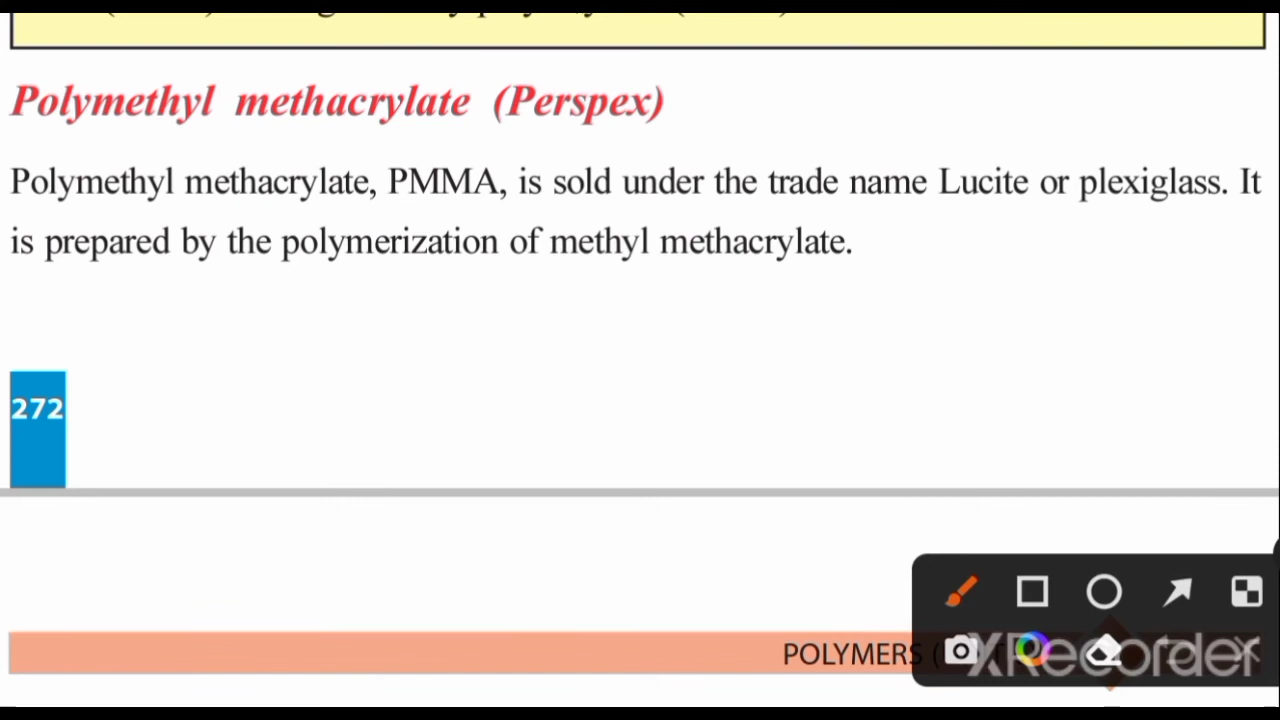 Polymethyl methacrylate (Perspex)
Polymethyl methacrylate, PMMA, is sold under the trade name Lucite or plexiglass. It
is prepared by the polymerization of methyl methacrylate.
272
POLYMERS
XRecorder